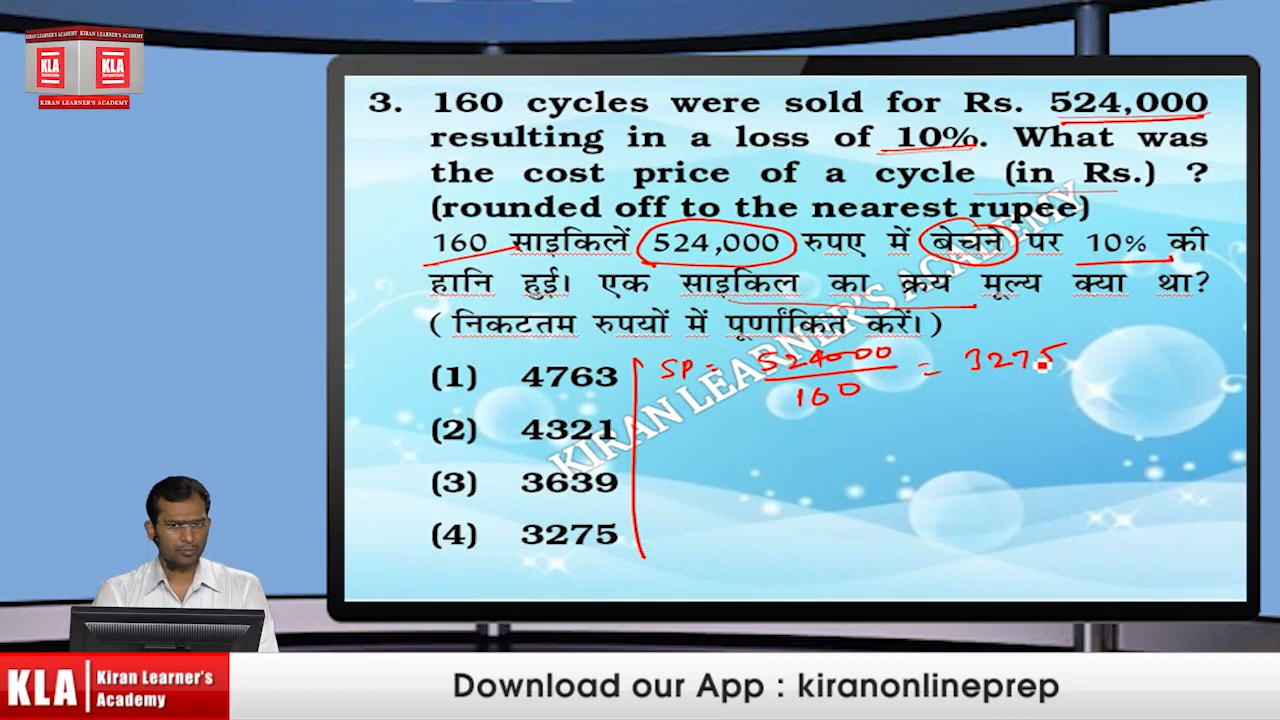 KIRAN LEARNER'S ACADEMY KIRAN LEARNER'S ACADEMY
KLA KLA
KIRAN LEARNER'S ACADEMY
3. 160 cycles were sold for Rs. 524,000
resulting in a loss of 10%. What was
the cost price of a cycle (in Rs.) ?
(rounded off to the nearest rupee)
160 साइकिलें 524,000 रुपए में बेचने पर 10% की
हानि हुई। एक साइकिल का क्रय मूल्य क्या था?
( निकटतम रुपयों में पूर्णांकित करें। )
(1) 4763
(2) 4321
(3) 3639
(4) 3275
SP = 524000 / 160 = 3275
KIRAN LEARNER'S ACADEMY
KLA Kiran Learner's
Academy
Download our App : kiranonlineprep